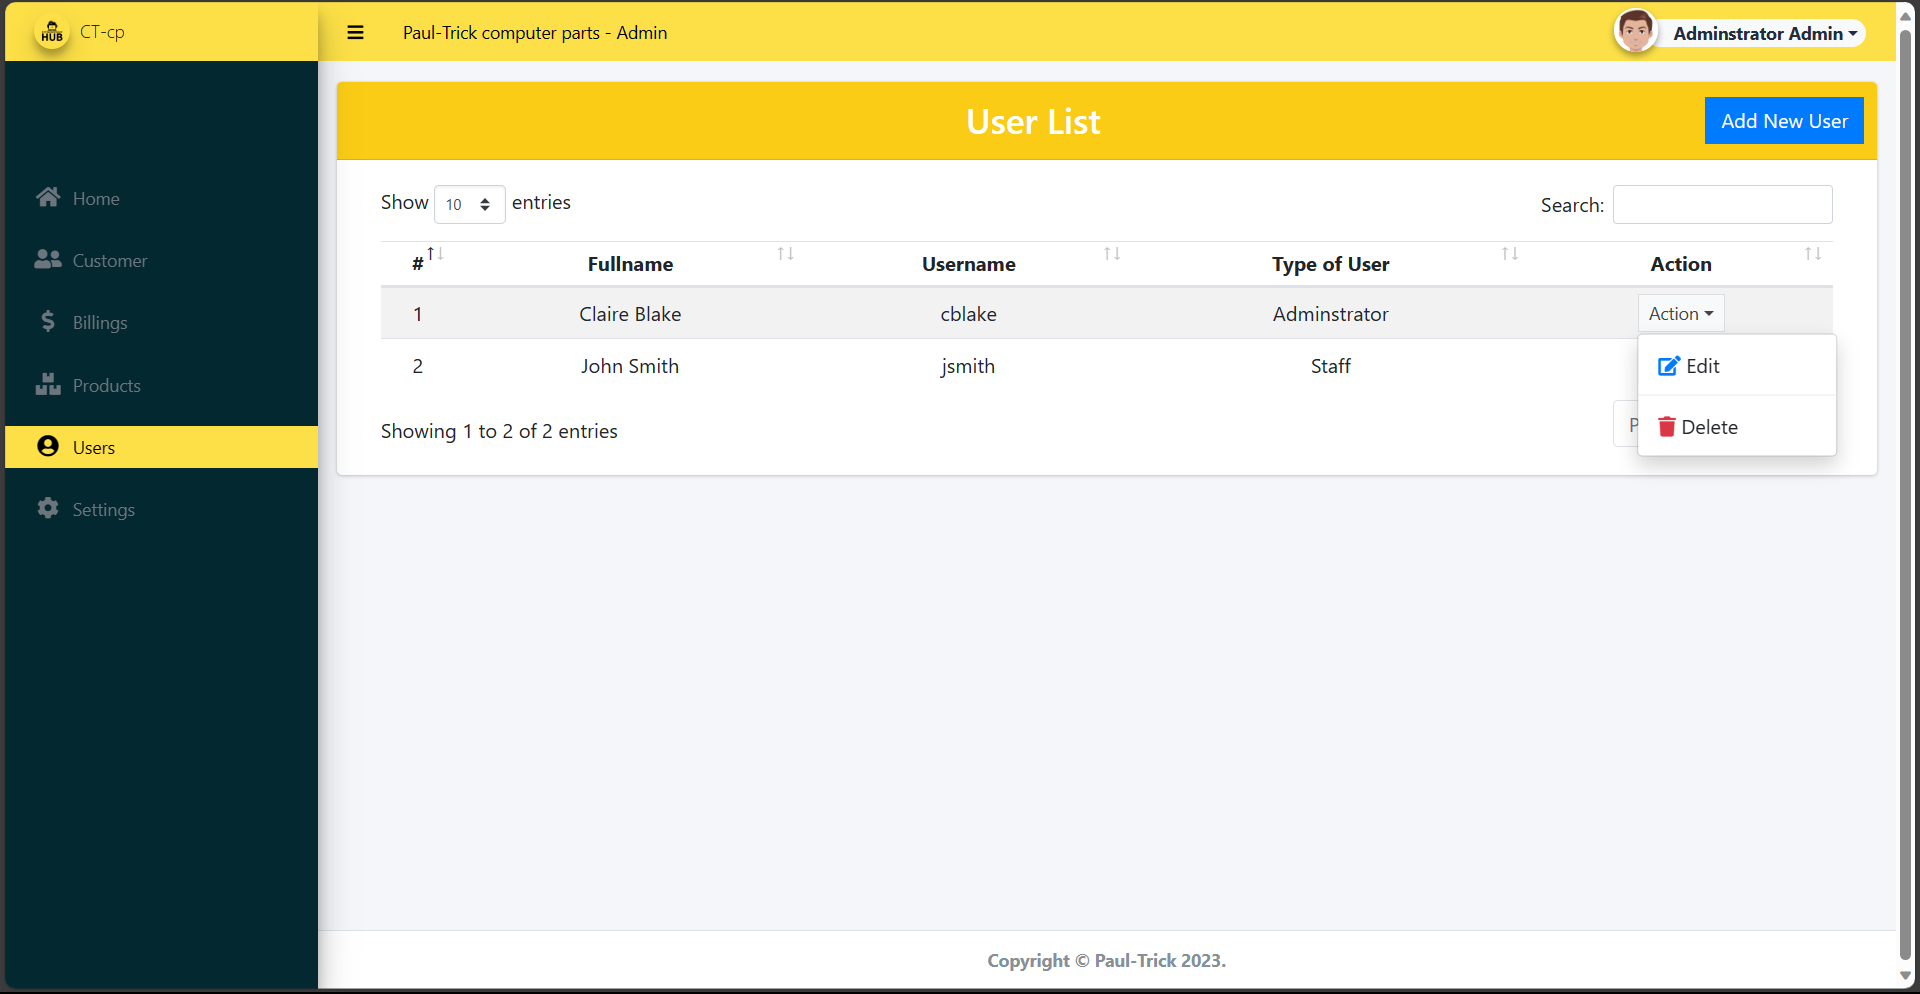 HUB CT-cp
Paul-Trick computer parts - Admin
Adminstrator Admin
Home
Customer
Billings
Products
Users
Settings
User List
Add New User
Show 10 entries
Search:
# Fullname Username Type of User Action
1 Claire Blake cblake Adminstrator Action
2 John Smith jsmith Staff
Edit
Delete
Showing 1 to 2 of 2 entries
Copyright © Paul-Trick 2023.